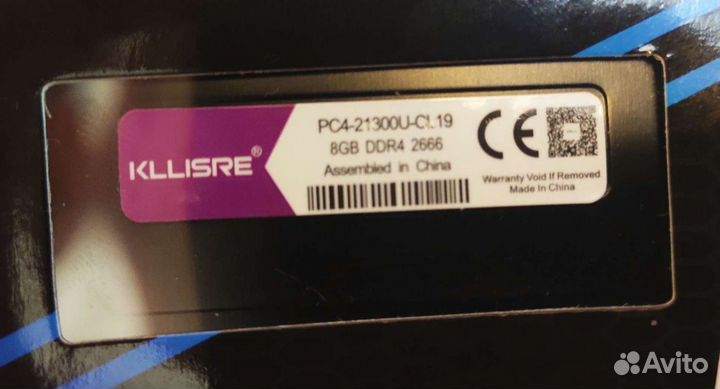 KLLISRE®
PC4-21300U-CL19
8GB DDR4 2666
Assembled in China
CE
Warranty Void If Removed
Made In China
Avito